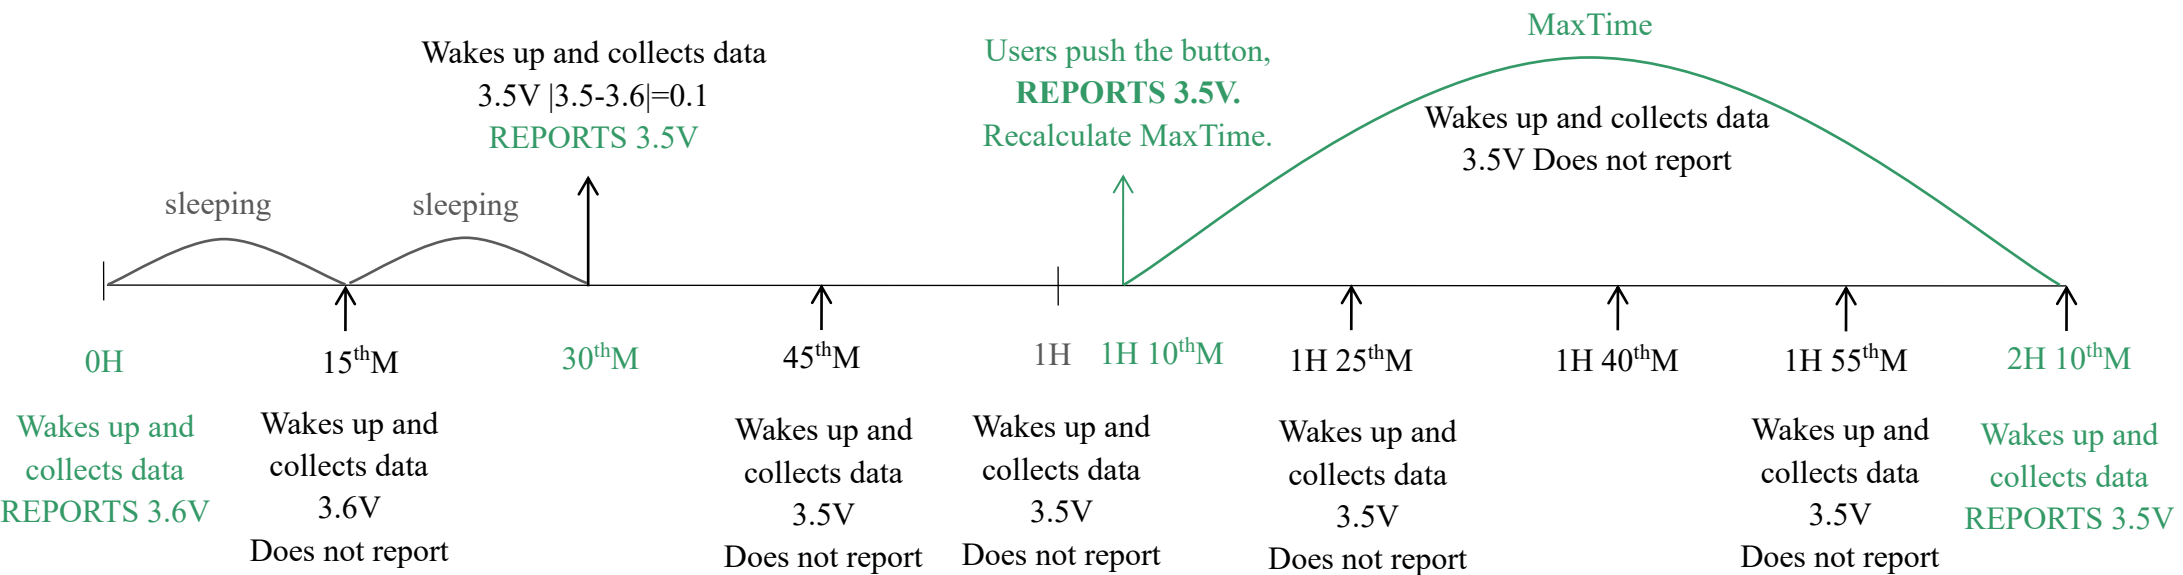 MaxTime
Wakes up and collects data
3.5V |3.5-3.6|=0.1
REPORTS 3.5V
Users push the button,
REPORTS 3.5V.
Recalculate MaxTime.
Wakes up and collects data
3.5V Does not report
sleeping
sleeping
0H
15thM
30thM
45thM
1H
1H 10thM
1H 25thM
1H 40thM
1H 55thM
2H 10thM
Wakes up and
collects data
REPORTS 3.6V
Wakes up and
collects data
3.6V
Does not report
Wakes up and
collects data
3.5V
Does not report
Wakes up and
collects data
3.5V
Does not report
Wakes up and
collects data
3.5V
Does not report
Wakes up and
collects data
3.5V
Does not report
Wakes up and
collects data
REPORTS 3.5V